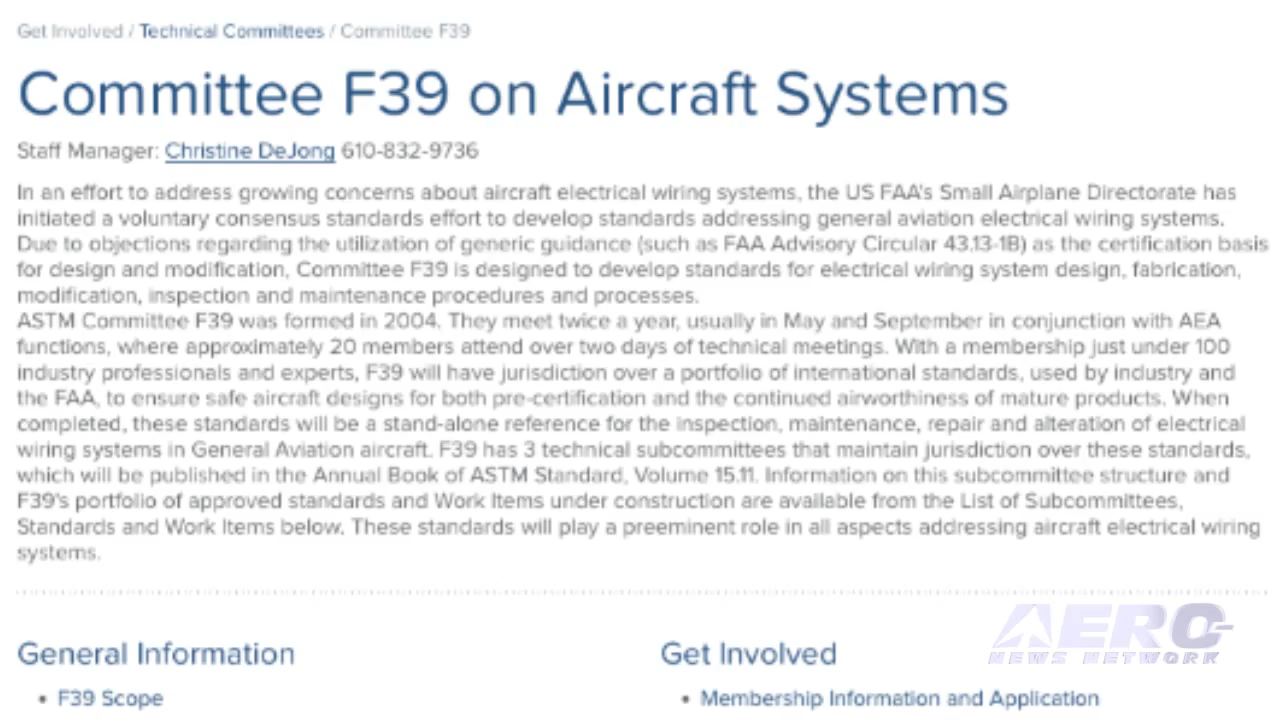 Get Involved / Technical Committees / Committee F39
Committee F39 on Aircraft Systems
Staff Manager: Christine DeJong 610-832-9736
In an effort to address growing concerns about aircraft electrical wiring systems, the US FAA's Small Airplane Directorate has
initiated a voluntary consensus standards effort to develop standards addressing general aviation electrical wiring systems.
Due to objections regarding the utilization of generic guidance (such as FAA Advisory Circular 43.13-1B) as the certification basis
for design and modification, Committee F39 is designed to develop standards for electrical wiring system design, fabrication,
modification, inspection and maintenance procedures and processes.
ASTM Committee F39 was formed in 2004. They meet twice a year, usually in May and September in conjunction with AEA
functions, where approximately 20 members attend over two days of technical meetings. With a membership just under 100
industry professionals and experts, F39 will have jurisdiction over a portfolio of international standards, used by industry and
the FAA, to ensure safe aircraft designs for both pre-certification and the continued airworthiness of mature products. When
completed, these standards will be a stand-alone reference for the inspection, maintenance, repair and alteration of electrical
wiring systems in General Aviation aircraft. F39 has 3 technical subcommittees that maintain jurisdiction over these standards,
which will be published in the Annual Book of ASTM Standard, Volume 15.11. Information on this subcommittee structure and
F39's portfolio of approved standards and Work Items under construction are available from the List of Subcommittees,
Standards and Work Items below. These standards will play a preeminent role in all aspects addressing aircraft electrical wiring
systems.
General Information
• F39 Scope
Get Involved
• Membership Information and Application
AERO
NEWS NETWORK